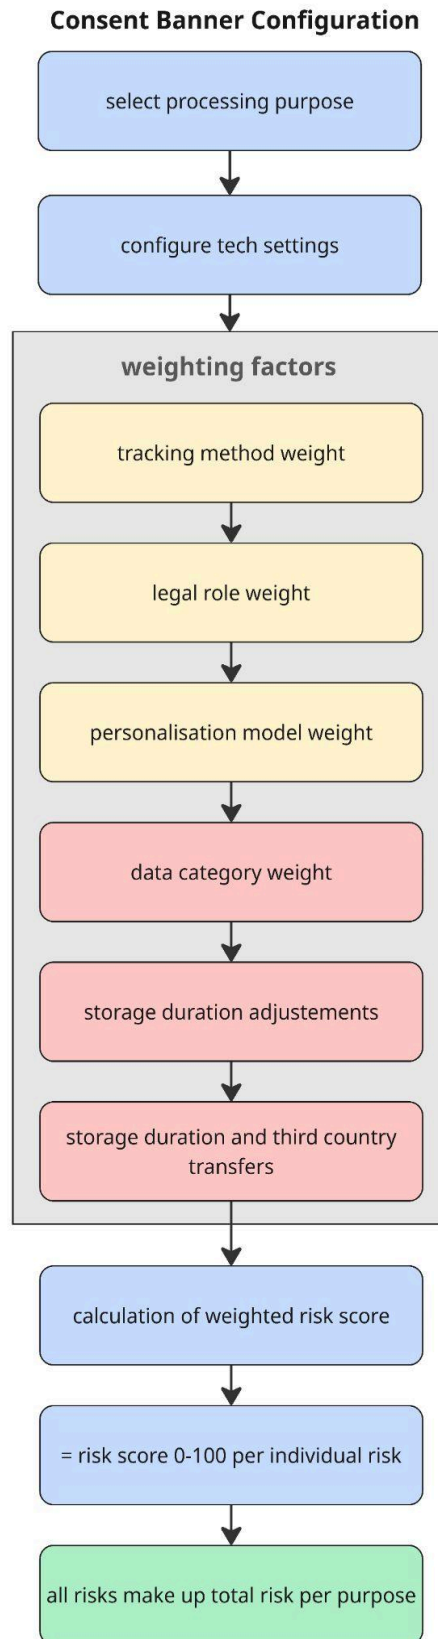 Consent Banner Configuration
select processing purpose
configure tech settings
weighting factors
tracking method weight
legal role weight
personalisation model weight
data category weight
storage duration adjustements
storage duration and third country
transfers
calculation of weighted risk score
= risk score 0-100 per individual risk
all risks make up total risk per purpose